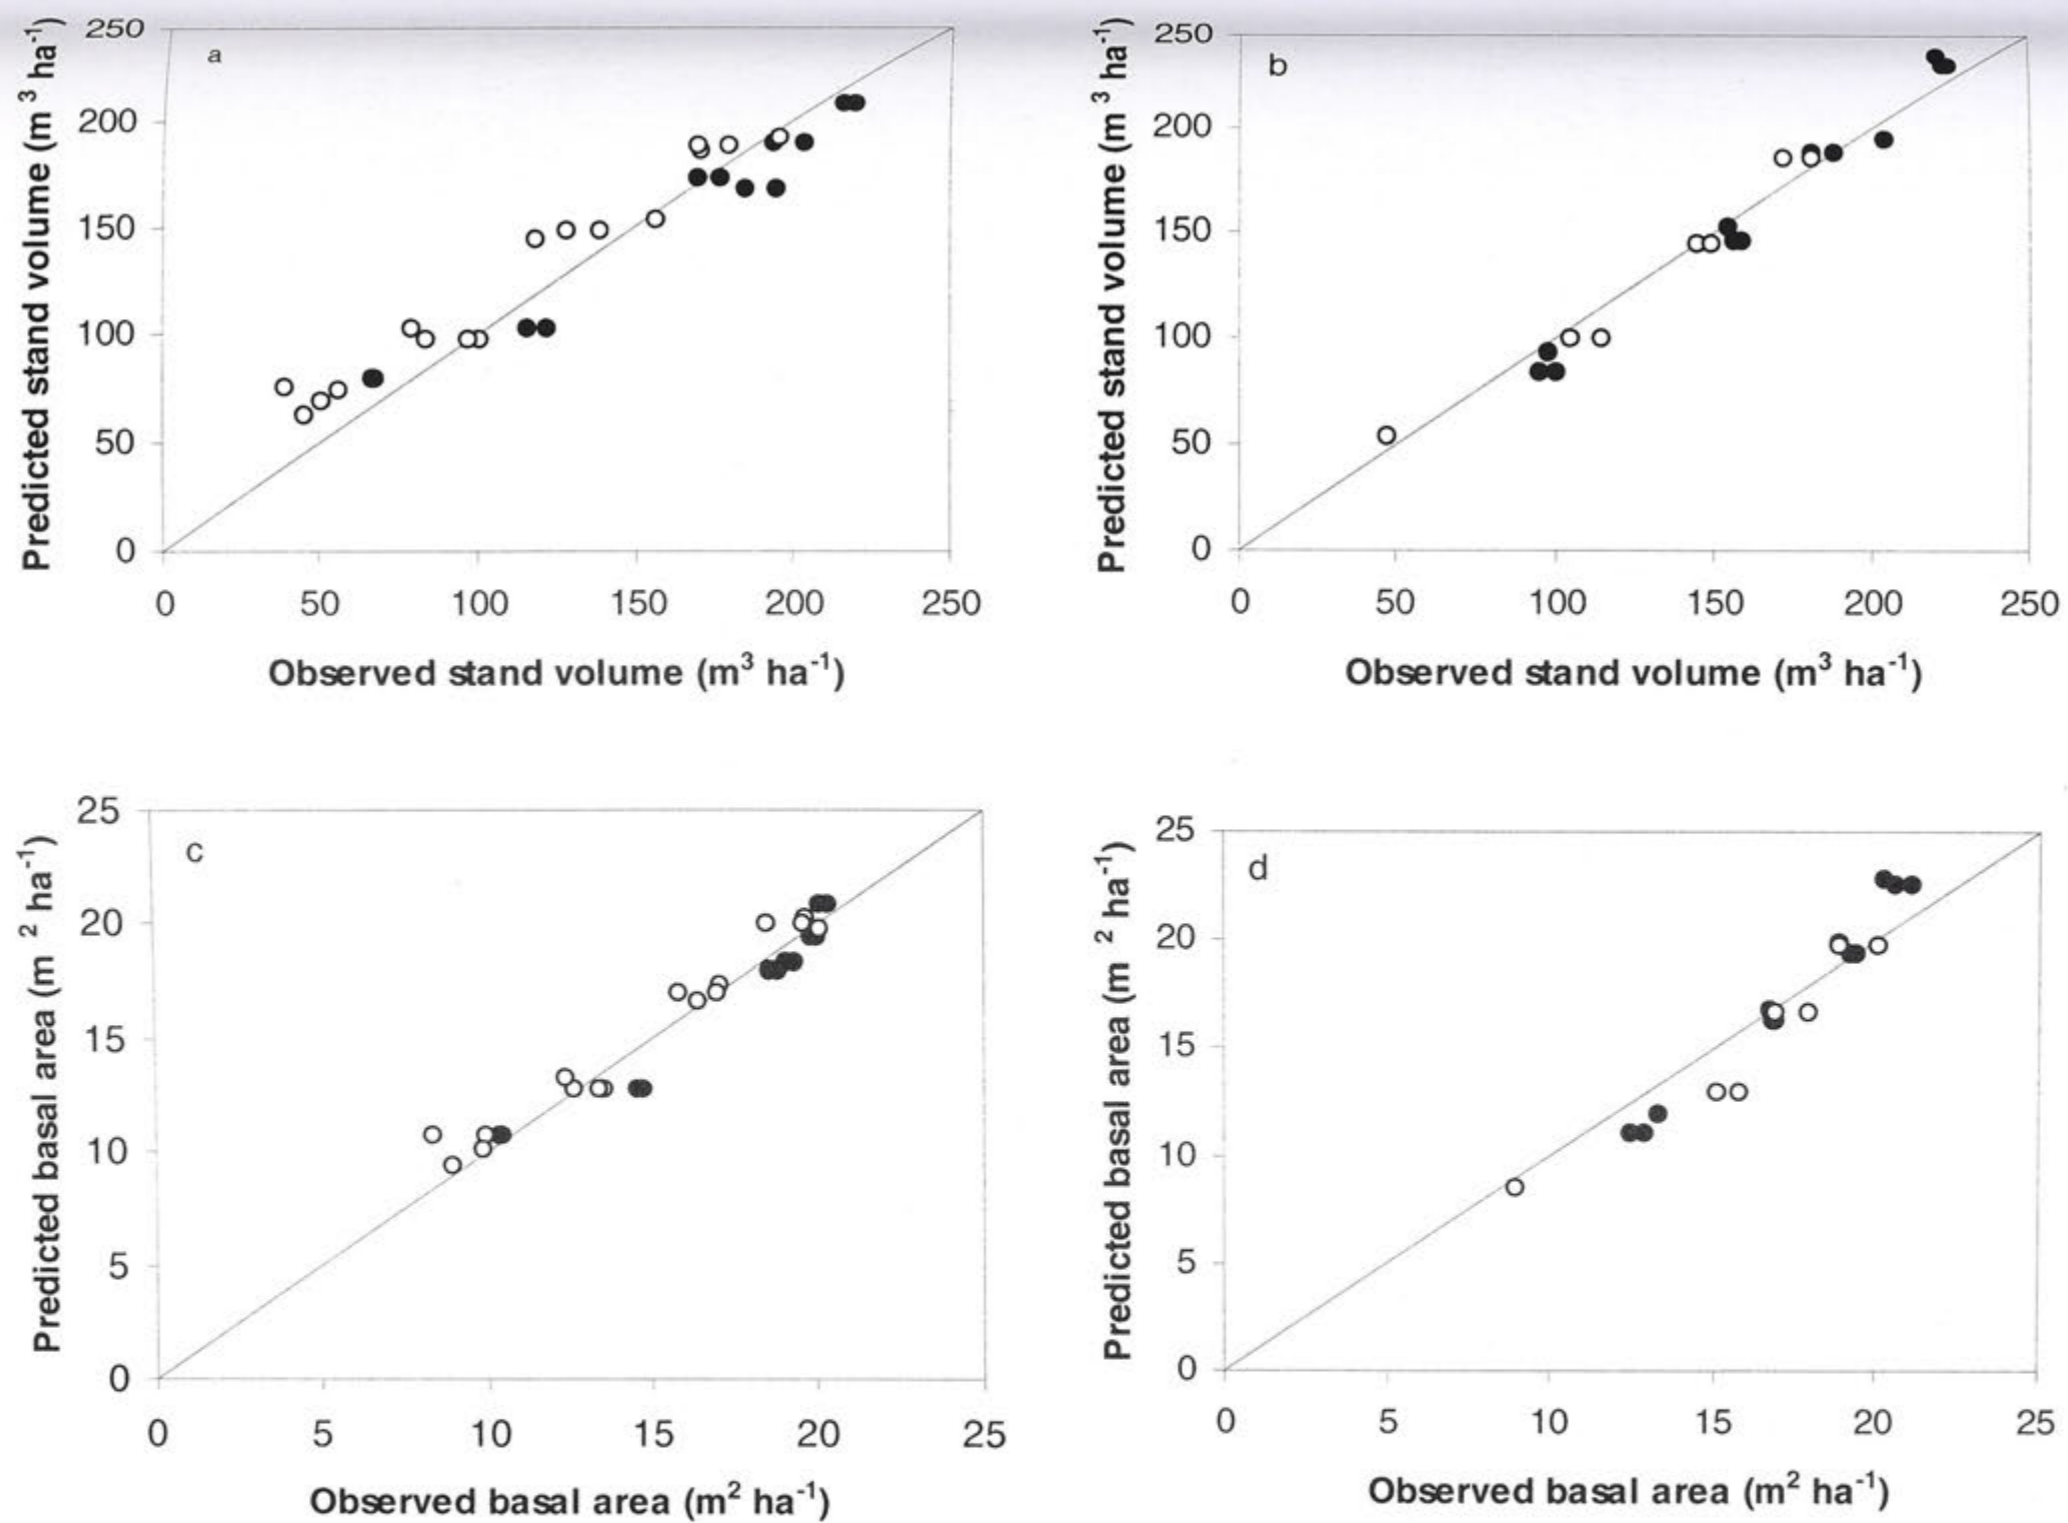 a
Predicted stand volume (m³ ha⁻¹)
250
200
150
100
50
0
0 50 100 150 200 250
Observed stand volume (m³ ha⁻¹)
b
Predicted stand volume (m³ ha⁻¹)
250
200
150
100
50
0
0 50 100 150 200 250
Observed stand volume (m³ ha⁻¹)
c
Predicted basal area (m² ha⁻¹)
25
20
15
10
5
0
0 5 10 15 20 25
Observed basal area (m² ha⁻¹)
d
Predicted basal area (m² ha⁻¹)
25
20
15
10
5
0
0 5 10 15 20 25
Observed basal area (m² ha⁻¹)